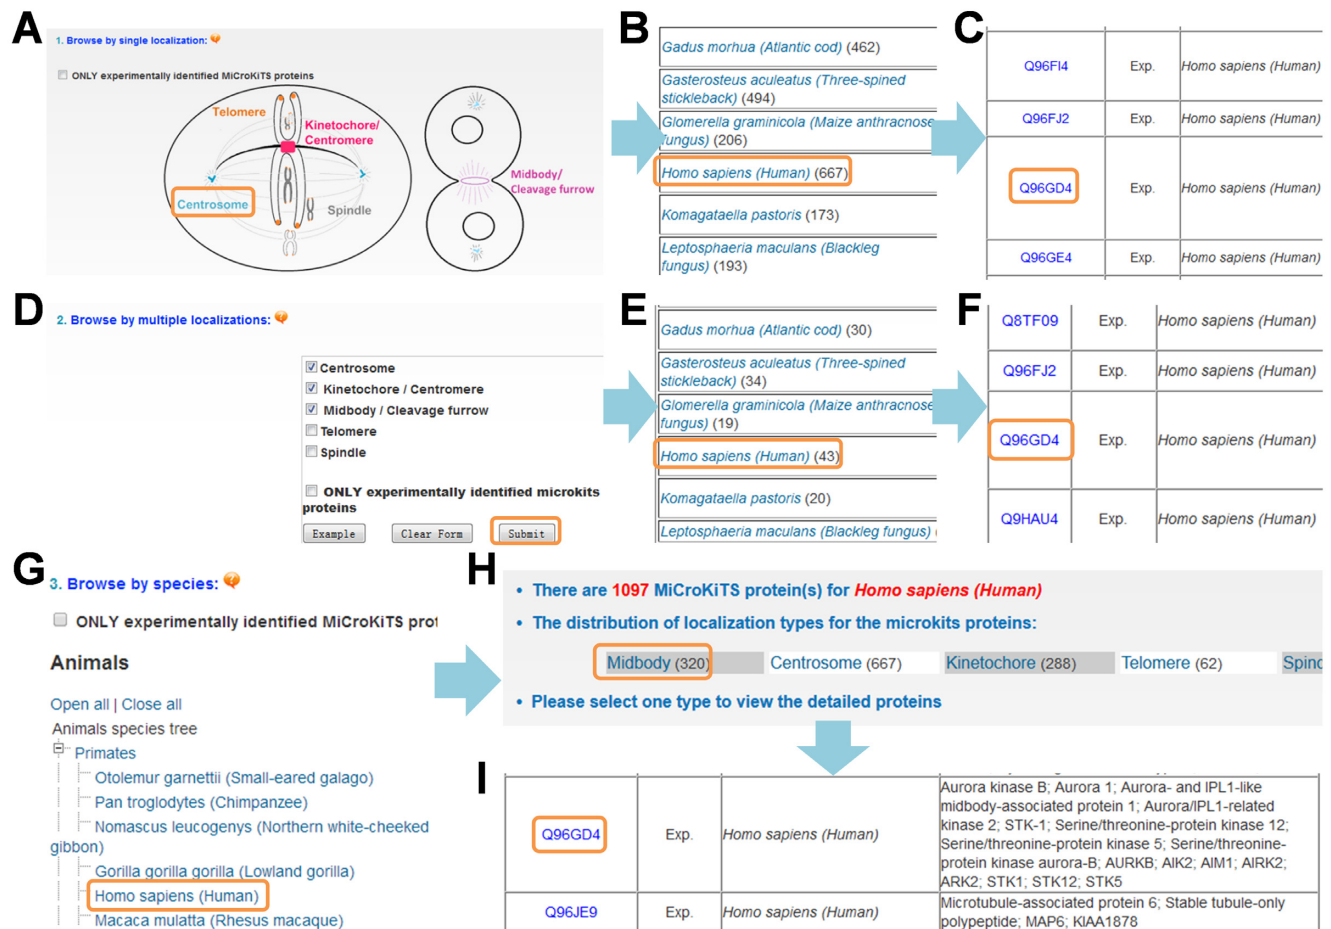 A
1. Browse by single localization:
ONLY experimentally identified MiCroKiTS proteins
Telomere
Kinetochore/
Centromere
Centrosome
Spindle
Midbody/
Cleavage furrow
B
Gadus morhua (Atlantic cod) (462)
Gasterosteus aculeatus (Three-spined
stickleback) (494)
Glomerella graminicola (Maize anthracnose
fungus) (206)
Homo sapiens (Human) (667)
Komagataella pastoris (173)
Leptosphaeria maculans (Blackleg
fungus) (193)
C
Q96FI4 Exp. Homo sapiens (Human)
Q96FJ2 Exp. Homo sapiens (Human)
Q96GD4 Exp. Homo sapiens (Human)
Q96GE4 Exp. Homo sapiens (Human)
D
2. Browse by multiple localizations:
Centrosome
Kinetochore / Centromere
Midbody / Cleavage furrow
Telomere
Spindle
ONLY experimentally identified microkits
proteins
Example Clear Form Submit
E
Gadus morhua (Atlantic cod) (30)
Gasterosteus aculeatus (Three-spined
stickleback) (34)
Glomerella graminicola (Maize anthracnose
fungus) (19)
Homo sapiens (Human) (43)
Komagataella pastoris (20)
Leptosphaeria maculans (Blackleg fungus) (
F
Q8TF09 Exp. Homo sapiens (Human)
Q96FJ2 Exp. Homo sapiens (Human)
Q96GD4 Exp. Homo sapiens (Human)
Q9HAU4 Exp. Homo sapiens (Human)
G
3. Browse by species:
ONLY experimentally identified MiCroKiTS prot
Animals
Open all | Close all
Animals species tree
Primates
Otolemur garnettii (Small-eared galago)
Pan troglodytes (Chimpanzee)
Nomascus leucogenys (Northern white-cheeked
gibbon)
Gorilla gorilla gorilla (Lowland gorilla)
Homo sapiens (Human)
Macaca mulatta (Rhesus macaque)
H
• There are 1097 MiCroKiTS protein(s) for Homo sapiens (Human)
• The distribution of localization types for the microkits proteins:
Midbody (320) Centrosome (667) Kinetochore (288) Telomere (62) Spind
• Please select one type to view the detailed proteins
I
Q96GD4 Exp. Homo sapiens (Human)
Aurora kinase B; Aurora 1; Aurora- and IPL1-like
midbody-associated protein 1; Aurora/IPL1-related
kinase 2; STK-1; Serine/threonine-protein kinase 12;
Serine/threonine-protein kinase 5; Serine/threonine-
protein kinase aurora-B; AURKB; AIK2; AIM1; AIRK2;
ARK2; STK1; STK12; STK5
Q96JE9 Exp. Homo sapiens (Human)
Microtubule-associated protein 6; Stable tubule-only
polypeptide; MAP6; KIAA1878